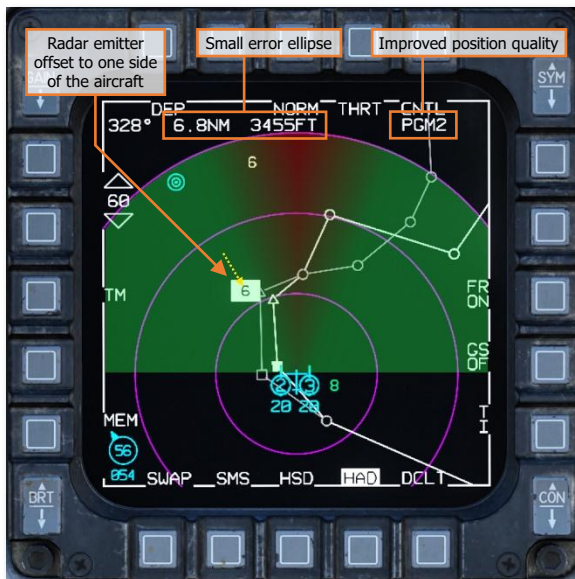 Radar emitter
offset to one side
of the aircraft
Small error ellipse
Improved position quality
GAIN
SYM
DEP NORM THRT CNTL
328° 6.8NM 3455FT PGM2
6
60
6
TM
FR
ON
GS
OF
2 3 8
20 20
MEM
T
I
56
054
SWAP SMS HSD HAD DCLT
BRT
CON